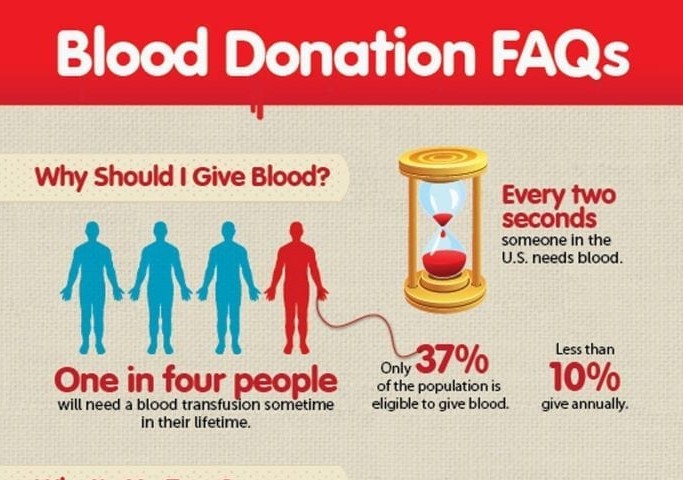 Blood Donation FAQs
Why Should I Give Blood?
Every two
seconds
someone in the
U.S. needs blood.
One in four people
will need a blood transfusion sometime
in their lifetime.
Only 37%
of the population is
eligible to give blood.
Less than
10%
give annually.